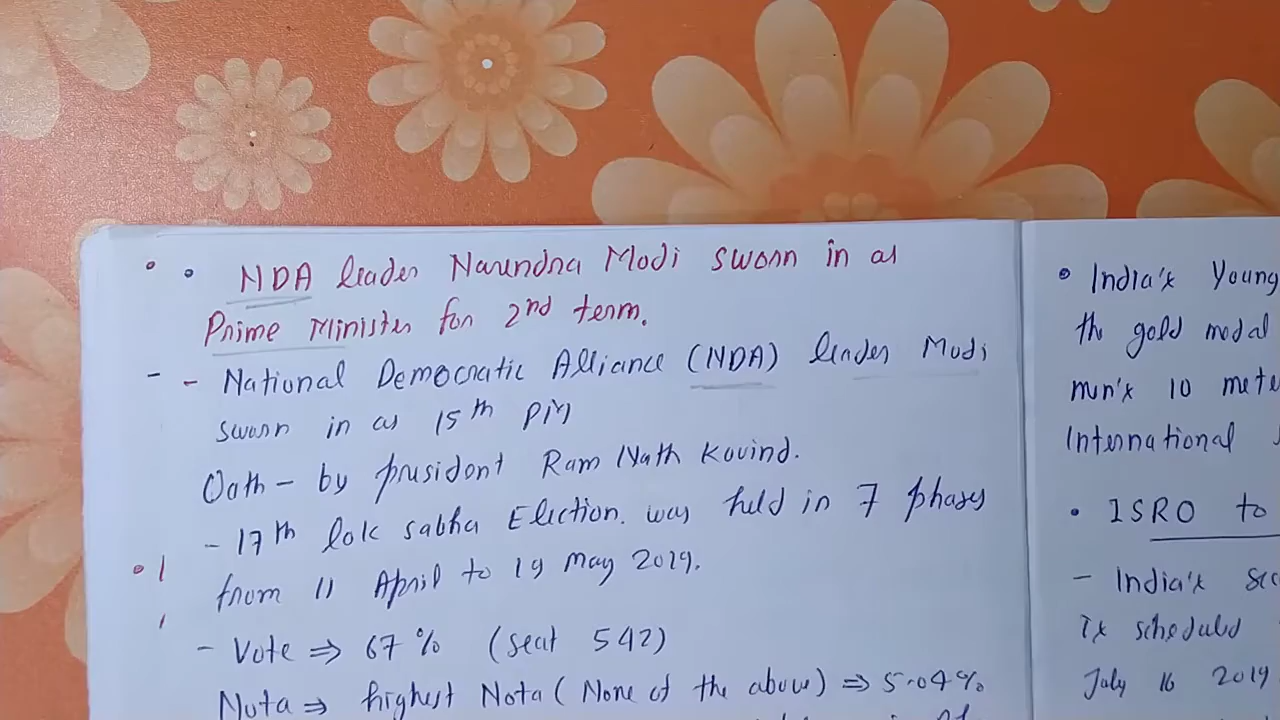 • • NDA leader Narendra Modi sworn in as
Prime Minister for 2nd term.
- - National Democratic Alliance (NDA) leader Modi
sworn in as 15th PM
Oath - by president Ram Nath Kovind.
- 17th lok sabha Election. was held in 7 phases
from 11 April to 19 May 2019.
- Vote ⇒ 67% (seat 542)
Nota ⇒ highest Nota (None of the above) ⇒ 5.04%
• India's Young
the gold medal
men's 10 mete
International
• ISRO to
- India's sec
is scheduled
July 16 2019